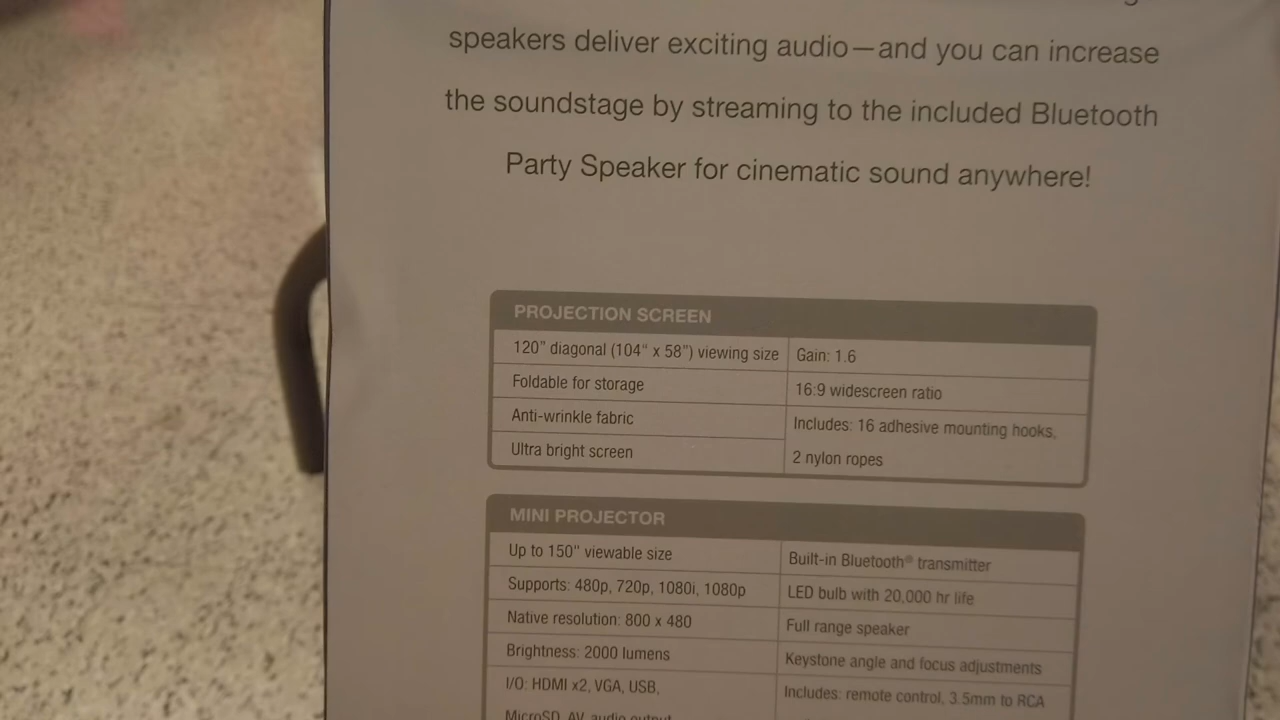 speakers deliver exciting audio—and you can increase
the soundstage by streaming to the included Bluetooth
Party Speaker for cinematic sound anywhere!
PROJECTION SCREEN
120" diagonal (104" x 58") viewing size
Gain: 1.6
Foldable for storage
16:9 widescreen ratio
Anti-wrinkle fabric
Includes: 16 adhesive mounting hooks,
Ultra bright screen
2 nylon ropes
MINI PROJECTOR
Up to 150" viewable size
Built-in Bluetooth® transmitter
Supports: 480p, 720p, 1080i, 1080p
LED bulb with 20,000 hr life
Native resolution: 800 x 480
Full range speaker
Brightness: 2000 lumens
Keystone angle and focus adjustments
I/O: HDMI x2, VGA, USB,
Includes: remote control, 3.5mm to RCA
MicroSD, AV, audio output